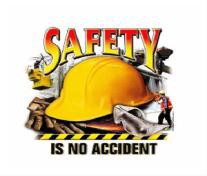 SAFETY
IS NO ACCIDENT